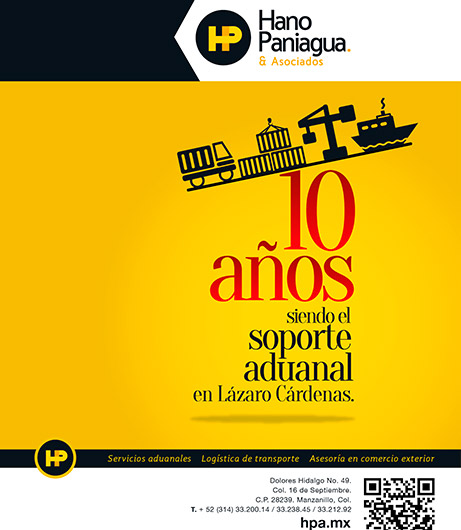 HP
Hano
Paniagua.
& Asociados
10
años
siendo el
soporte
aduanal
en Lázaro Cárdenas.
HP
Servicios aduanales Logística de transporte Asesoría en comercio exterior
Dolores Hidalgo No. 49.
Col. 16 de Septiembre.
C.P. 28239. Manzanillo, Col.
T. + 52 (314) 33.200.14 / 33.238.45 / 33.212.92
hpa.mx